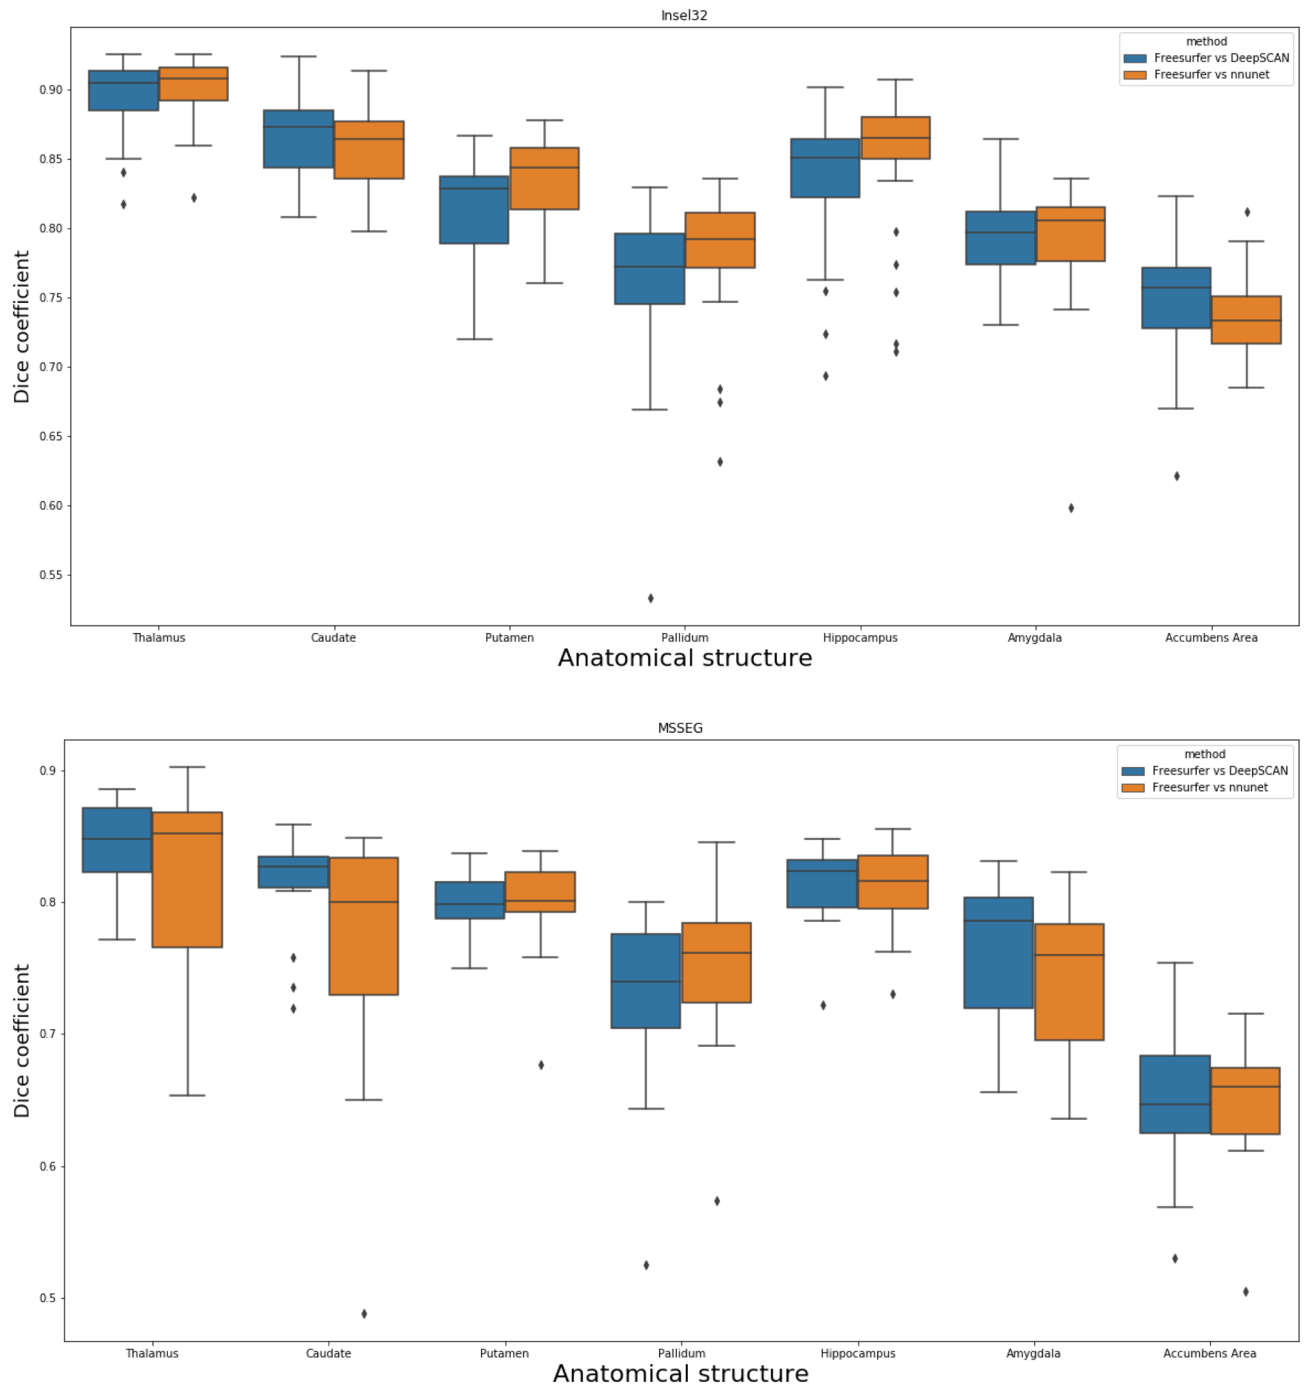 Insel32
method
Freesurfer vs DeepSCAN
Freesurfer vs nnunet
Dice coefficient
0.90
0.85
0.80
0.75
0.70
0.65
0.60
0.55
Thalamus Caudate Putamen Pallidum Hippocampus Amygdala Accumbens Area
Anatomical structure
MSSEG
method
Freesurfer vs DeepSCAN
Freesurfer vs nnunet
Dice coefficient
0.9
0.8
0.7
0.6
0.5
Thalamus Caudate Putamen Pallidum Hippocampus Amygdala Accumbens Area
Anatomical structure